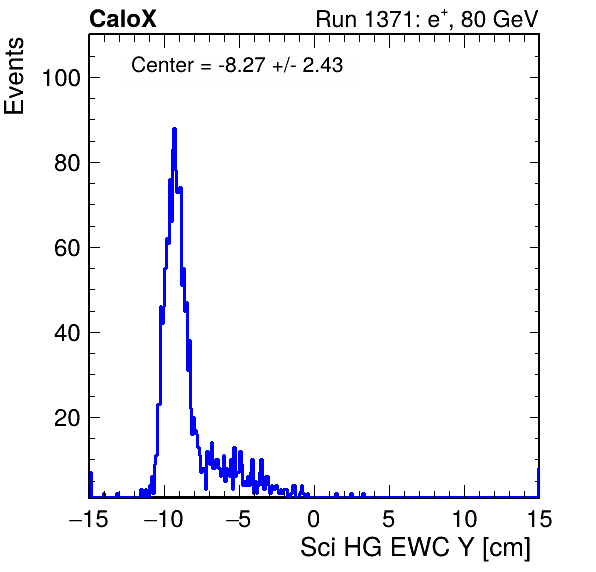 CaloX Run 1371: e+, 80 GeV
Center = -8.27 +/- 2.43
Events
100
80
60
40
20
−15 −10 −5 0 5 10 15
Sci HG EWC Y [cm]